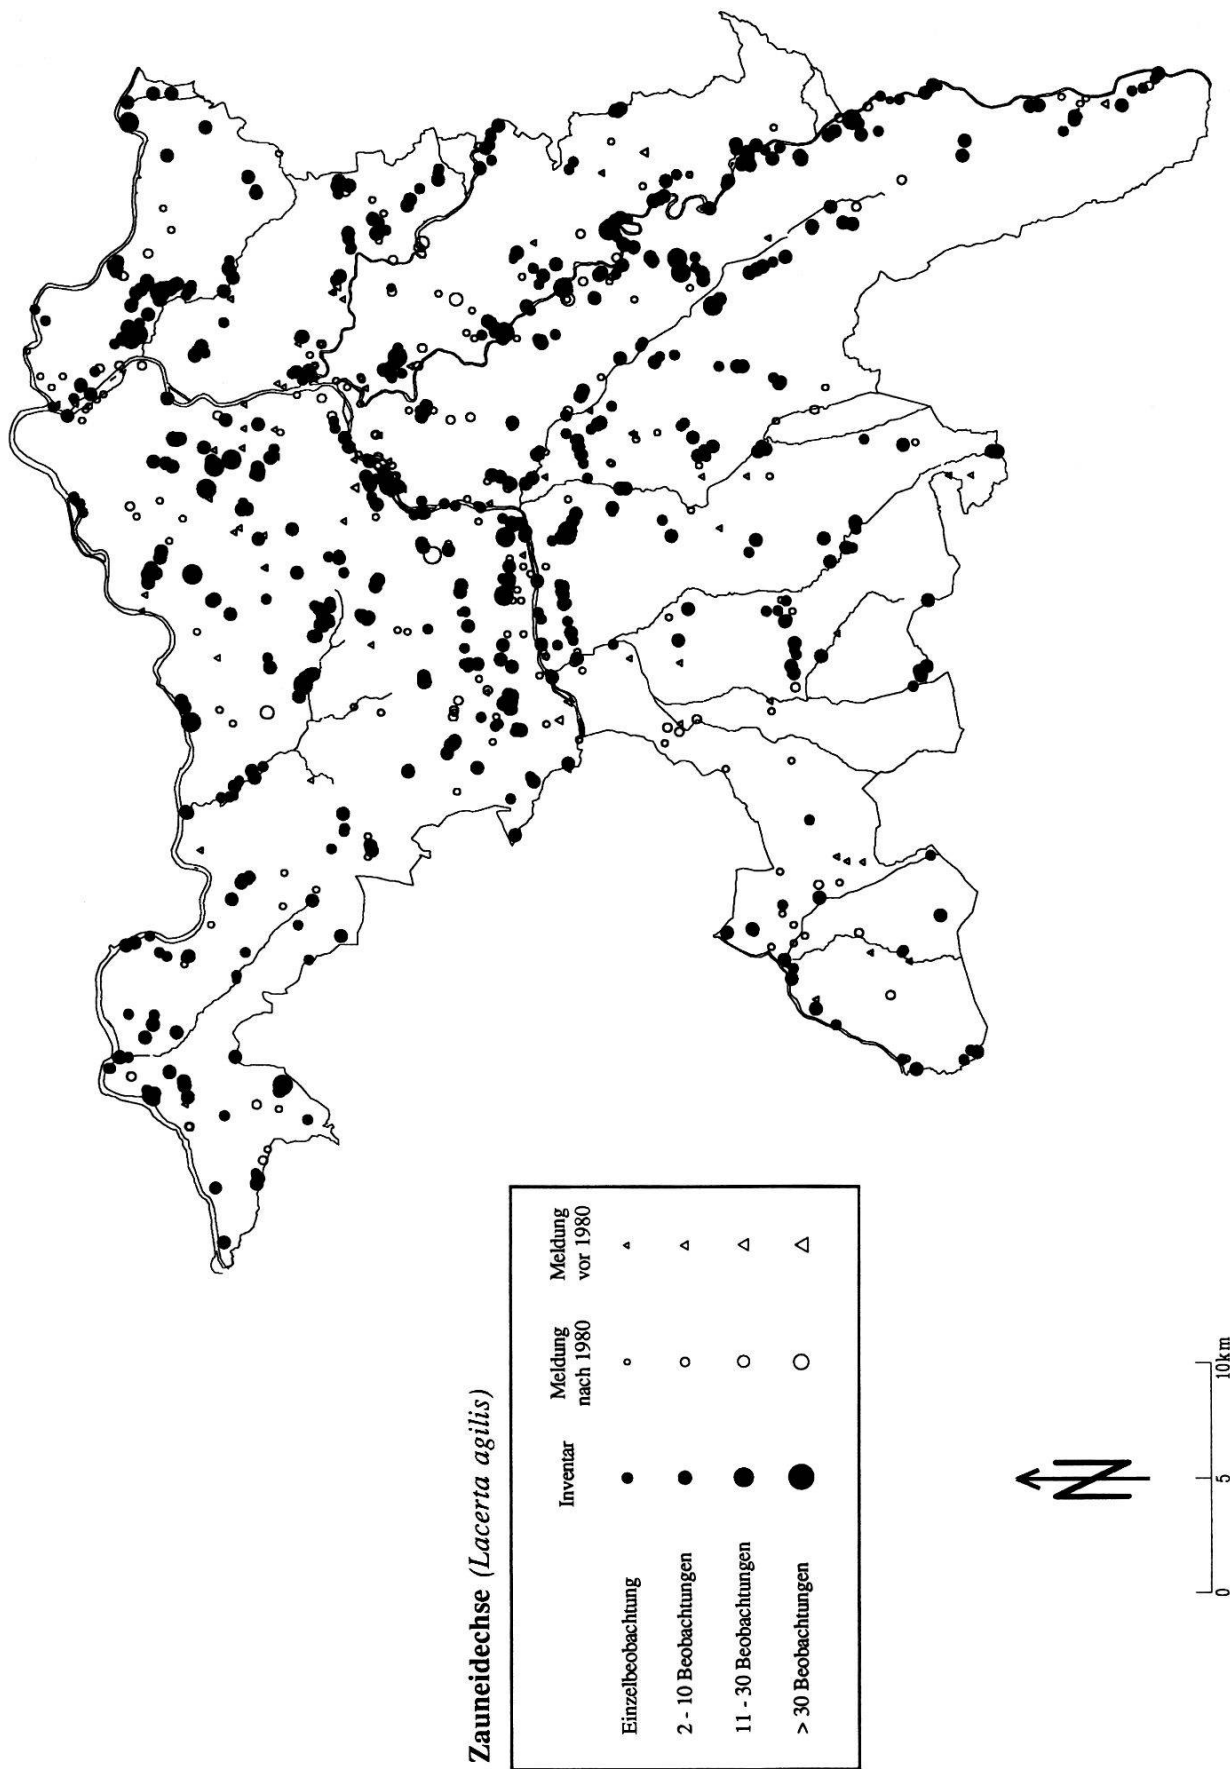 Zauneidechse (Lacerta agilis)
Inventar
Meldung
nach 1980
Meldung
vor 1980
Einzelbeobachtung
2 - 10 Beobachtungen
11 - 30 Beobachtungen
> 30 Beobachtungen
N
0 5 10km